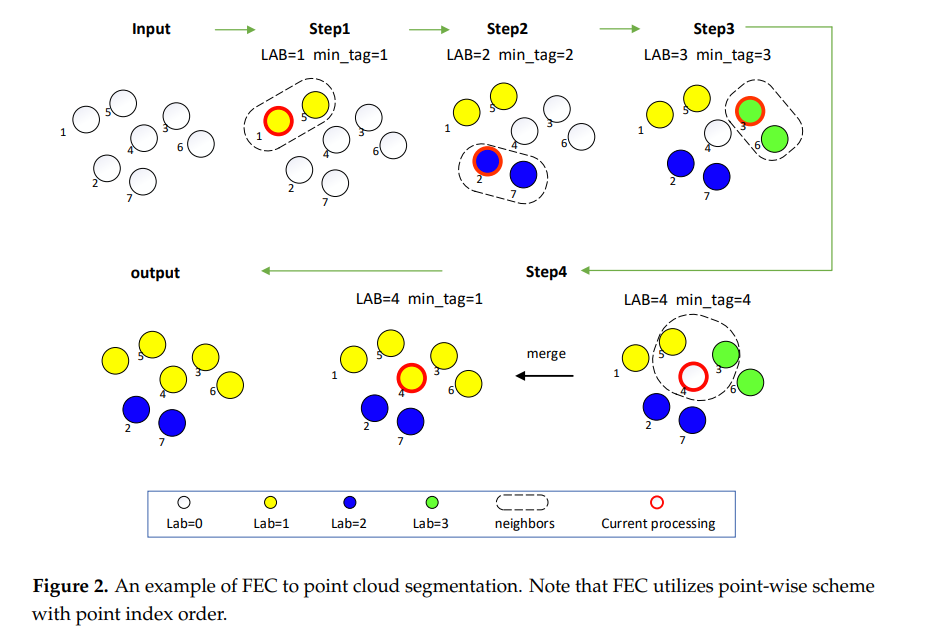 Input
Step1
Step2
Step3
LAB=1 min_tag=1
LAB=2 min_tag=2
LAB=3 min_tag=3
1
5
4
3
6
2
7
1
5
4
3
6
2
7
1
5
4
3
6
2
7
1
5
4
3
6
2
7
output
Step4
LAB=4 min_tag=1
LAB=4 min_tag=4
merge
5
4
3
6
2
7
1
5
4
3
6
2
7
1
5
4
3
6
2
7
Lab=0
Lab=1
Lab=2
Lab=3
neighbors
Current processing
Figure 2. An example of FEC to point cloud segmentation. Note that FEC utilizes point-wise scheme
with point index order.